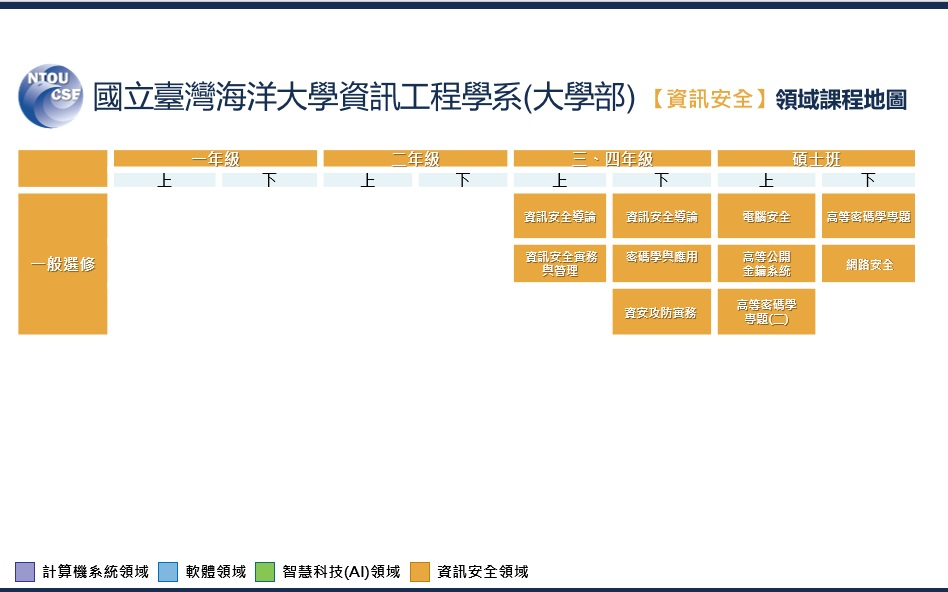 NTOU
CSE
國立臺灣海洋大學資訊工程學系(大學部)【資訊安全】領域課程地圖
一年級 二年級 三、四年級 碩士班
上 下 上 下 上 下 上 下
一般選修
資訊安全導論 資訊安全導論 電腦安全 高等密碼學專題
資訊安全實務
與管理
密碼學與應用
高等公開
金鑰系統
網路安全
資安攻防實務
高等密碼學
專題(二)
計算機系統領域 軟體領域 智慧科技(AI)領域 資訊安全領域